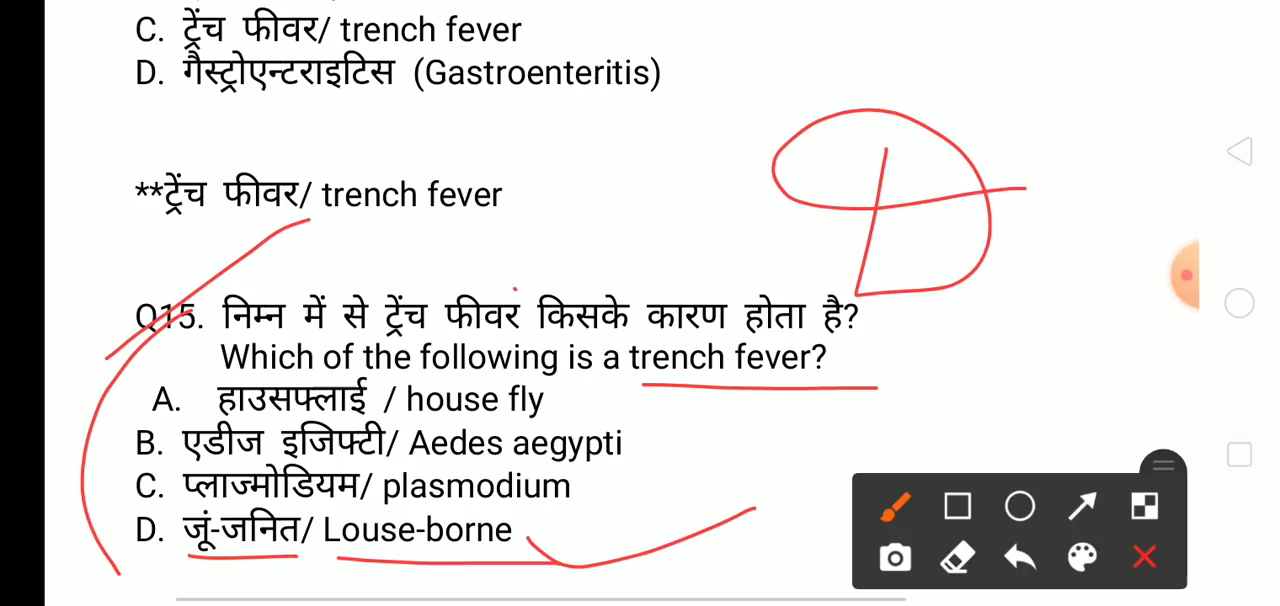 C. ट्रेंच फीवर/ trench fever
D. गैस्ट्रोएन्टराइटिस (Gastroenteritis)
**ट्रेंच फीवर/ trench fever
D
Q15. निम्न में से ट्रेंच फीवर किसके कारण होता है?
Which of the following is a trench fever?
A. हाउसफ्लाई / house fly
B. एडीज इजिप्टी/ Aedes aegypti
C. प्लाज्मोडियम/ plasmodium
D. जूं-जनित/ Louse-borne